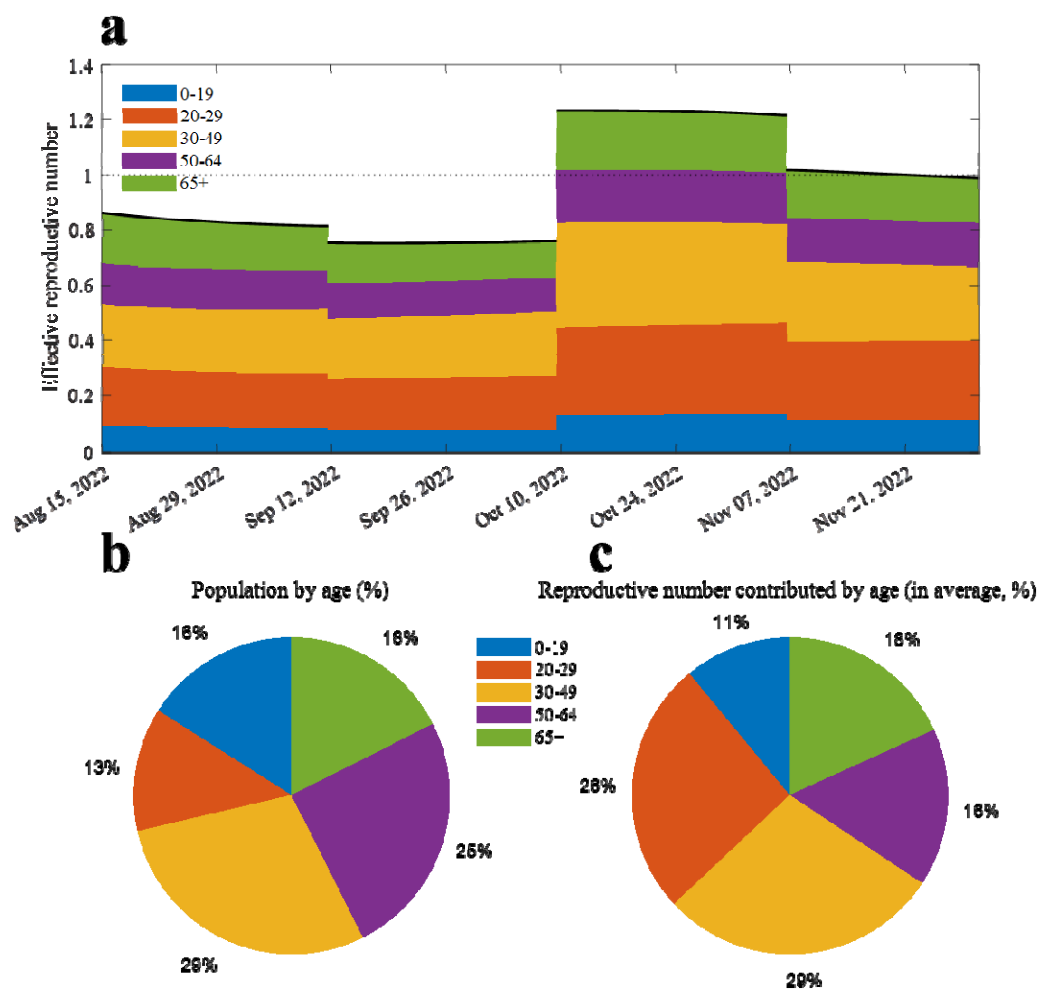 a
Effective reproductive number
1.4
1.2
1
0.8
0.6
0.4
0.2
0
0-19
20-29
30-49
50-64
65+
Aug 15, 2022
Aug 29, 2022
Sep 12, 2022
Sep 26, 2022
Oct 10, 2022
Oct 24, 2022
Nov 07, 2022
Nov 21, 2022
b
Population by age (%)
16%
18%
13%
25%
29%
0-19
20-29
30-49
50-64
65+
c
Reproductive number contributed by age (in average, %)
11%
18%
26%
16%
29%